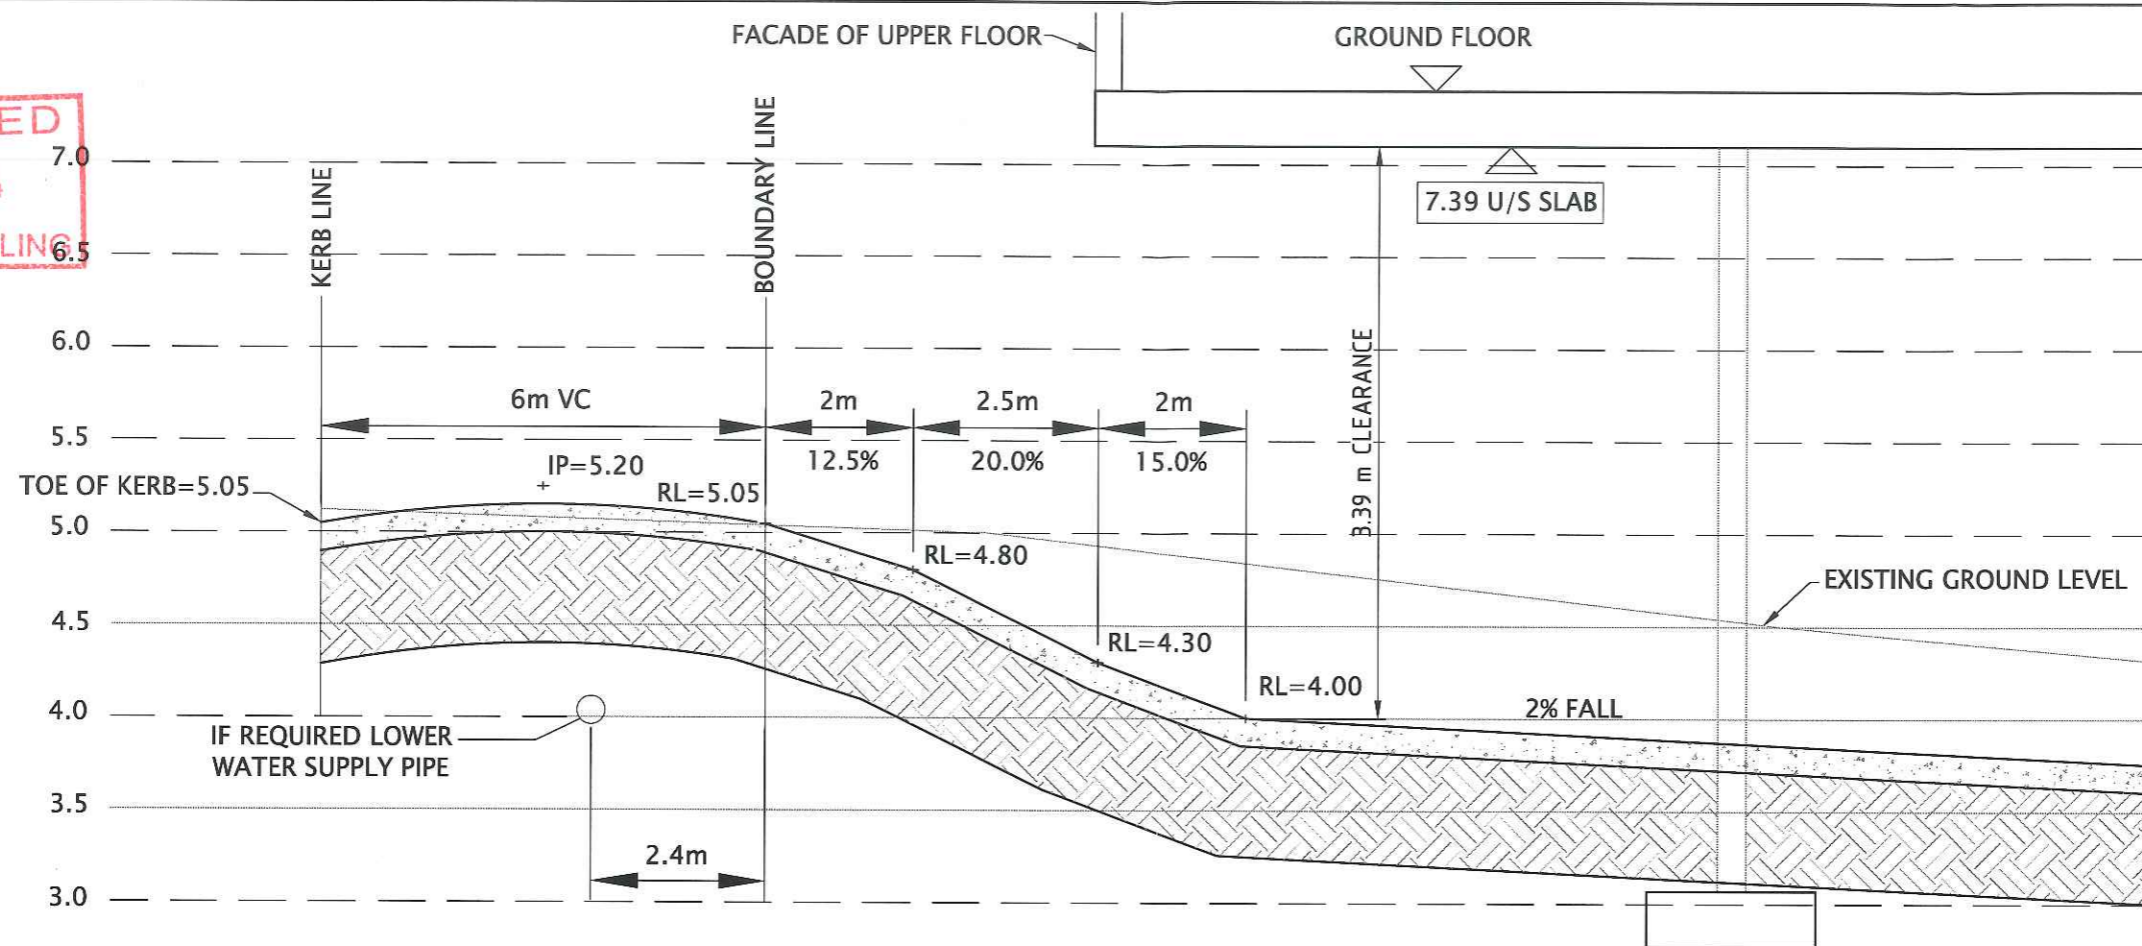 FACADE OF UPPER FLOOR
GROUND FLOOR
ED
LING
7.0
6.5
6.0
5.5
5.0
4.5
4.0
3.5
3.0
KERB LINE
BOUNDARY LINE
7.39 U/S SLAB
3.39 m CLEARANCE
6m VC
2m
2.5m
2m
12.5%
20.0%
15.0%
IP=5.20
TOE OF KERB=5.05
RL=5.05
RL=4.80
RL=4.30
RL=4.00
EXISTING GROUND LEVEL
2% FALL
IF REQUIRED LOWER
WATER SUPPLY PIPE
2.4m